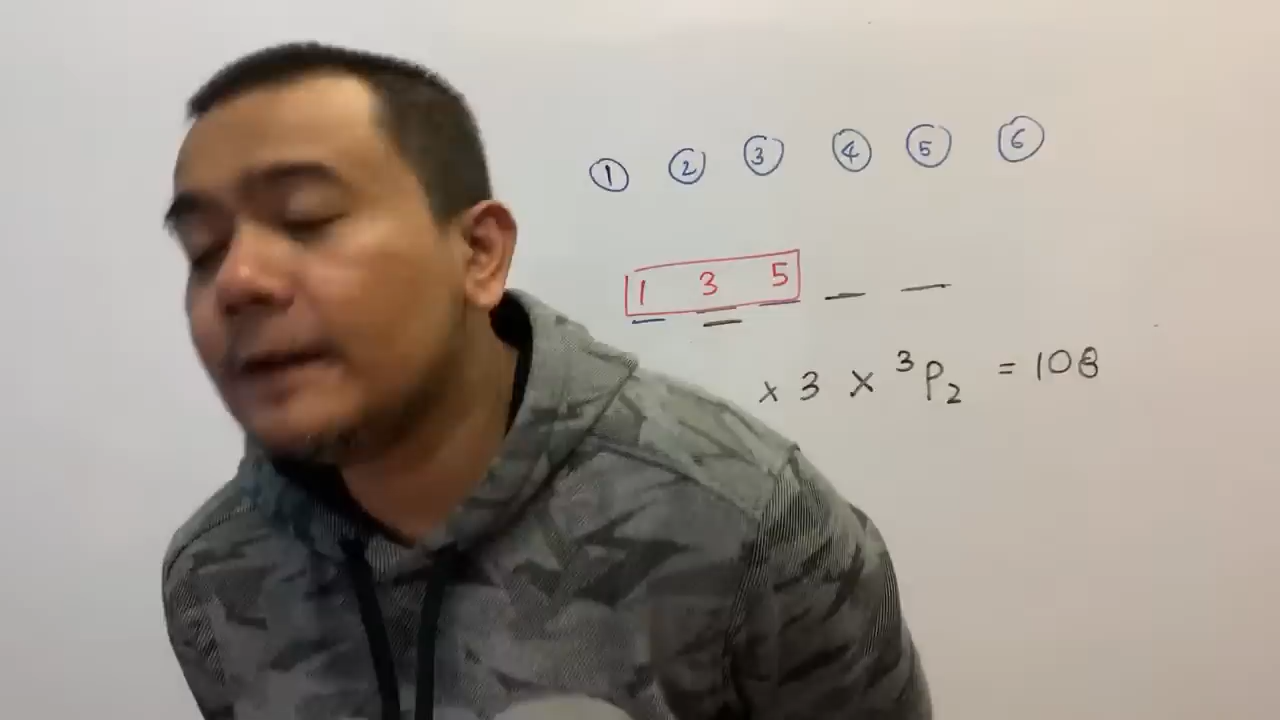 ① ② ③ ④ ⑤ ⑥
1 3 5 _ _
x 3 x ³P₂ = 108